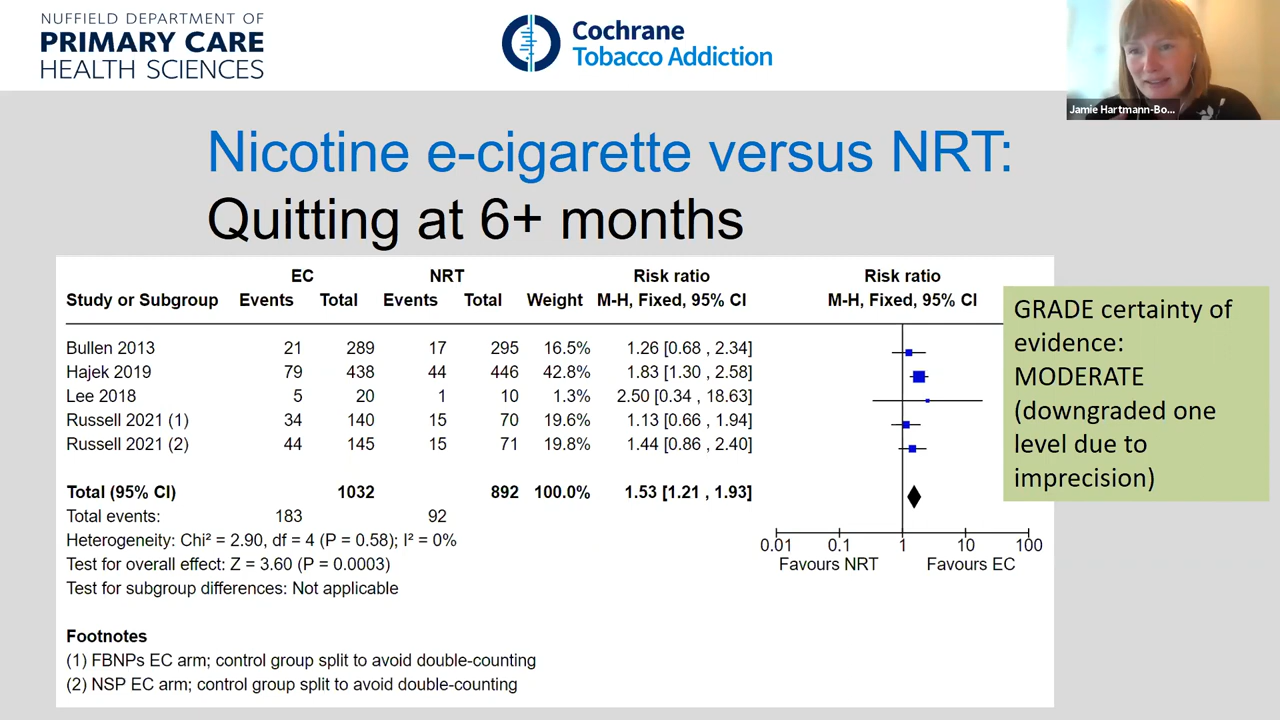 NUFFIELD DEPARTMENT OF
PRIMARY CARE
HEALTH SCIENCES
Cochrane
Tobacco Addiction
Jamie Hartmann-Bo...
Nicotine e-cigarette versus NRT:
Quitting at 6+ months
EC NRT Risk ratio Risk ratio
Study or Subgroup Events Total Events Total Weight M-H, Fixed, 95% CI M-H, Fixed, 95% CI
Bullen 2013 21 289 17 295 16.5% 1.26 [0.68 , 2.34]
Hajek 2019 79 438 44 446 42.8% 1.83 [1.30 , 2.58]
Lee 2018 5 20 1 10 1.3% 2.50 [0.34 , 18.63]
Russell 2021 (1) 34 140 15 70 19.6% 1.13 [0.66 , 1.94]
Russell 2021 (2) 44 145 15 71 19.8% 1.44 [0.86 , 2.40]
Total (95% CI) 1032 892 100.0% 1.53 [1.21 , 1.93]
Total events: 183 92
Heterogeneity: Chi² = 2.90, df = 4 (P = 0.58); I² = 0%
Test for overall effect: Z = 3.60 (P = 0.0003)
Test for subgroup differences: Not applicable
0.01 0.1 1 10 100
Favours NRT Favours EC
Footnotes
(1) FBNPs EC arm; control group split to avoid double-counting
(2) NSP EC arm; control group split to avoid double-counting
GRADE certainty of
evidence:
MODERATE
(downgraded one
level due to
imprecision)